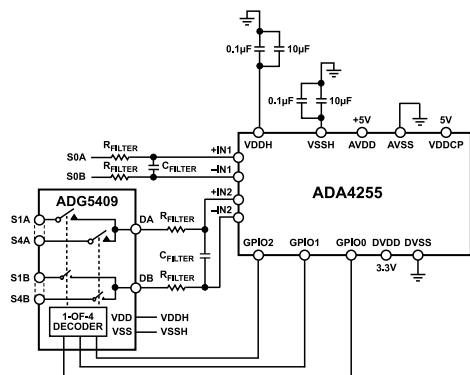 0.1µF 10µF
0.1µF 10µF
+5V 5V
VDDH VSSH AVDD AVSS VDDCP
RFILTER
S0A
+IN1
CFILTER
S0B
–IN1
RFILTER
ADA4255
ADG5409
+IN2
–IN2
S1A
DA
RFILTER
S4A
CFILTER
GPIO2 GPIO1 GPIO0 DVDD DVSS
3.3V
S1B
DB
RFILTER
S4B
1-OF-4
DECODER
VDD VDDH
VSS VSSH